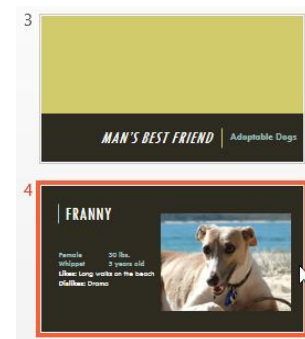 3
MAN'S BEST FRIEND Adoptable Dogs
4
FRANNY
Female 30 lbs.
Whippet 3 years old
Likes: Long walks on the beach
Dislikes: Drama